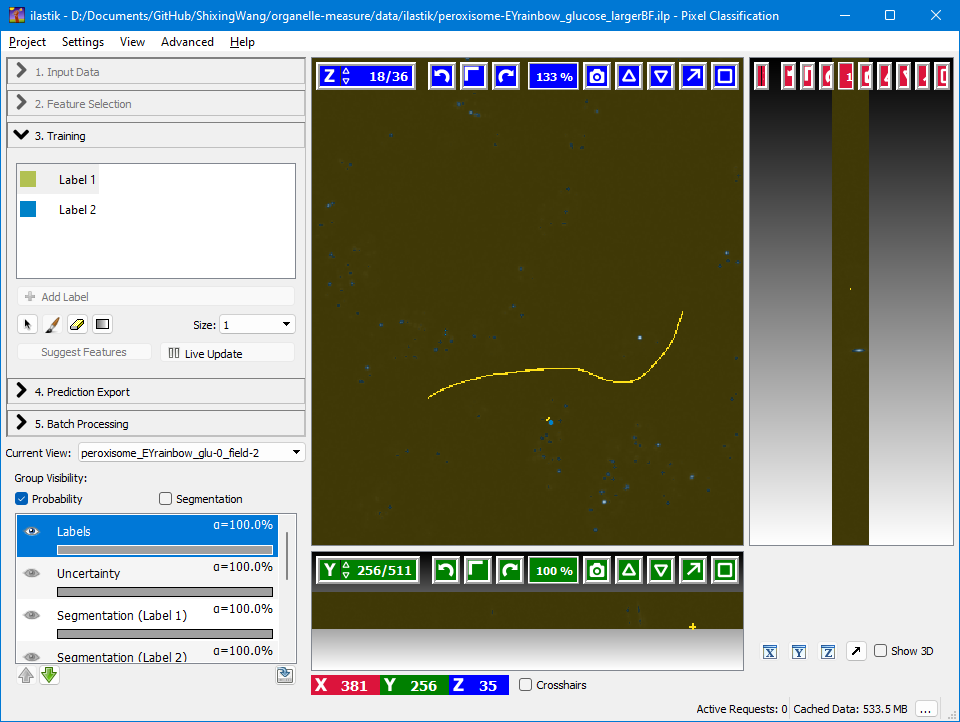 ilastik - D:/Documents/GitHub/ShixingWang/organelle-measure/data/ilastik/peroxisome-EYrainbow_glucose_largerBF.ilp - Pixel Classification
Project Settings View Advanced Help
1. Input Data
2. Feature Selection
3. Training
Label 1
Label 2
Add Label
Size: 1
Suggest Features
Live Update
4. Prediction Export
5. Batch Processing
Current View: peroxisome_EYrainbow_glu-0_field-2
Group Visibility:
Probability
Segmentation
Labels α=100.0%
Uncertainty α=100.0%
Segmentation (Label 1) α=100.0%
Segmentation (Label 2) α=100.0%
Z 18/36 133 %
Y 256/511 100 %
X 381 Y 256 Z 35 Crosshairs
X Y Z Show 3D
Active Requests: 0 Cached Data: 533.5 MB ...